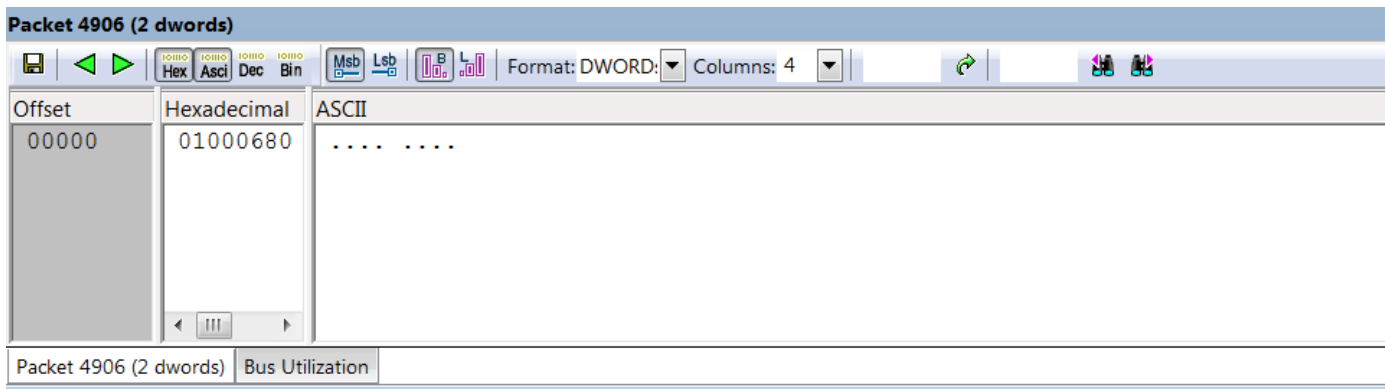 Packet 4906 (2 dwords)
Hex Asci Dec Bin Msb Lsb B L Format: DWORD: Columns: 4
Offset Hexadecimal ASCII
00000 01000680 .... ....
Packet 4906 (2 dwords) Bus Utilization